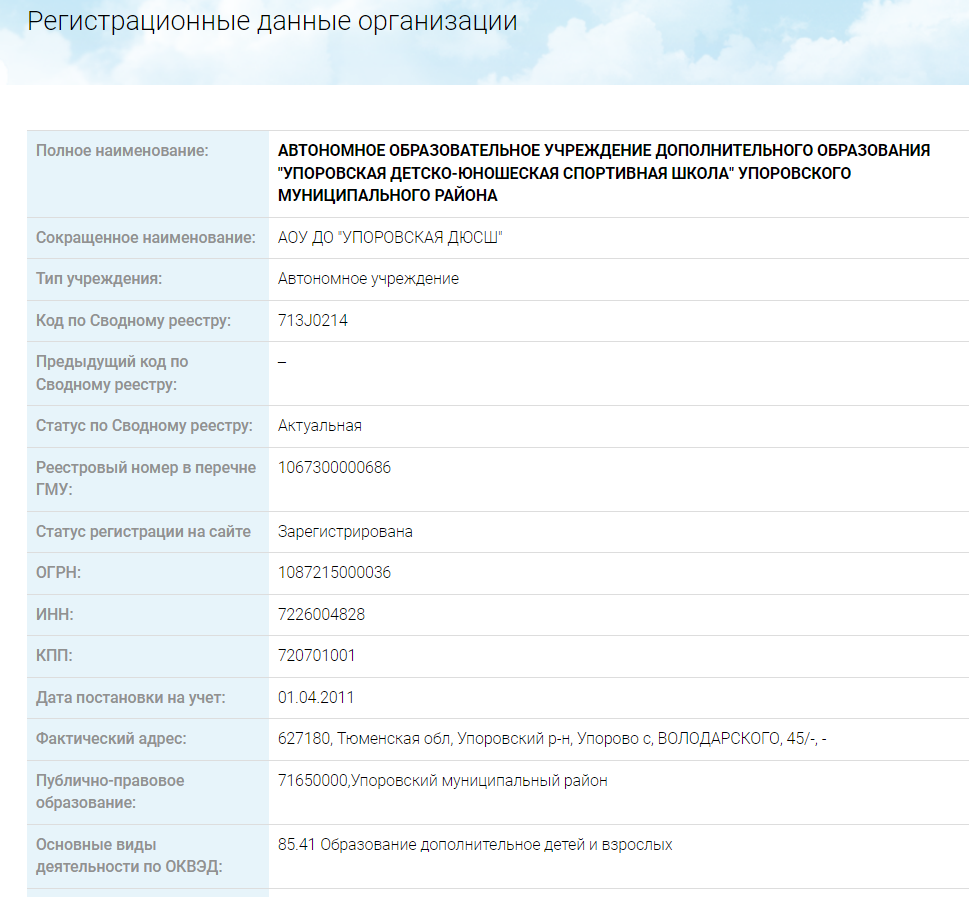 Регистрационные данные организации
Полное наименование:
АВТОНОМНОЕ ОБРАЗОВАТЕЛЬНОЕ УЧРЕЖДЕНИЕ ДОПОЛНИТЕЛЬНОГО ОБРАЗОВАНИЯ
"УПОРОВСКАЯ ДЕТСКО-ЮНОШЕСКАЯ СПОРТИВНАЯ ШКОЛА" УПОРОВСКОГО
МУНИЦИПАЛЬНОГО РАЙОНА
Сокращенное наименование:
АОУ ДО "УПОРОВСКАЯ ДЮСШ"
Тип учреждения:
Автономное учреждение
Код по Сводному реестру:
713J0214
Предыдущий код по
Сводному реестру:
–
Статус по Сводному реестру:
Актуальная
Реестровый номер в перечне
ГМУ:
1067300000686
Статус регистрации на сайте
Зарегистрирована
ОГРН:
1087215000036
ИНН:
7226004828
КПП:
720701001
Дата постановки на учет:
01.04.2011
Фактический адрес:
627180, Тюменская обл, Упоровский р-н, Упорово с, ВОЛОДАРСКОГО, 45/-, -
Публично-правовое
образование:
71650000,Упоровский муниципальный район
Основные виды
деятельности по ОКВЭД:
85.41 Образование дополнительное детей и взрослых